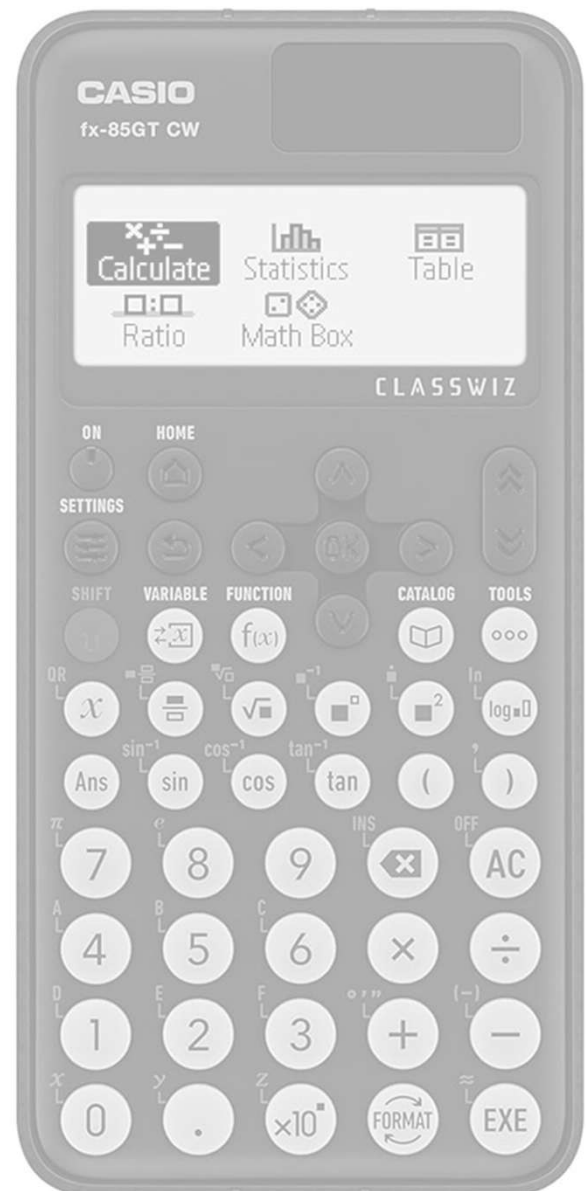 CASIO
fx-85GT CW
Calculate Statistics Table
Ratio Math Box
CLASSWIZ
ON HOME
SETTINGS
OK
SHIFT VARIABLE FUNCTION CATALOG TOOLS
x f(x)
QR ln
x log
sin⁻¹ cos⁻¹ tan⁻¹ ,
Ans sin cos tan ( )
π e INS OFF
7 8 9 AC
A B C
4 5 6 × ÷
D E F ° ′ ″ (−)
1 2 3 + −
x y z ≈
0 . ×10 FORMAT EXE